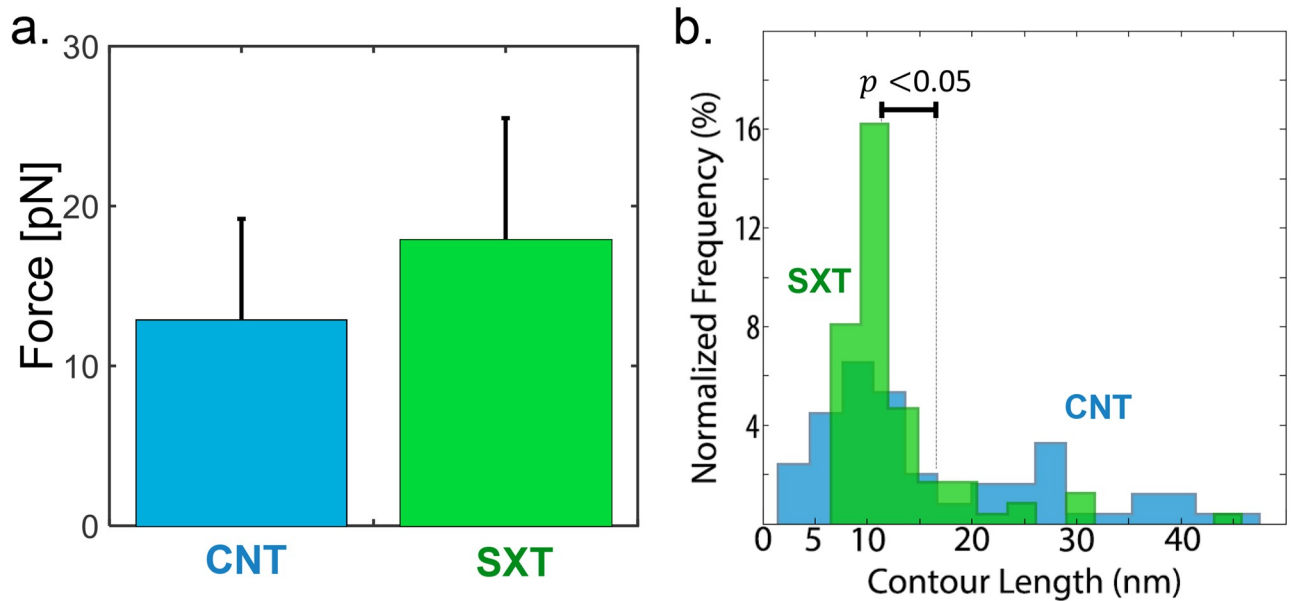 a.
Force [pN]
30
20
10
0
CNT
SXT
b.
Normalized Frequency (%)
16
12
8
4
p <0.05
SXT
CNT
0 5 10 20 30 40
Contour Length (nm)